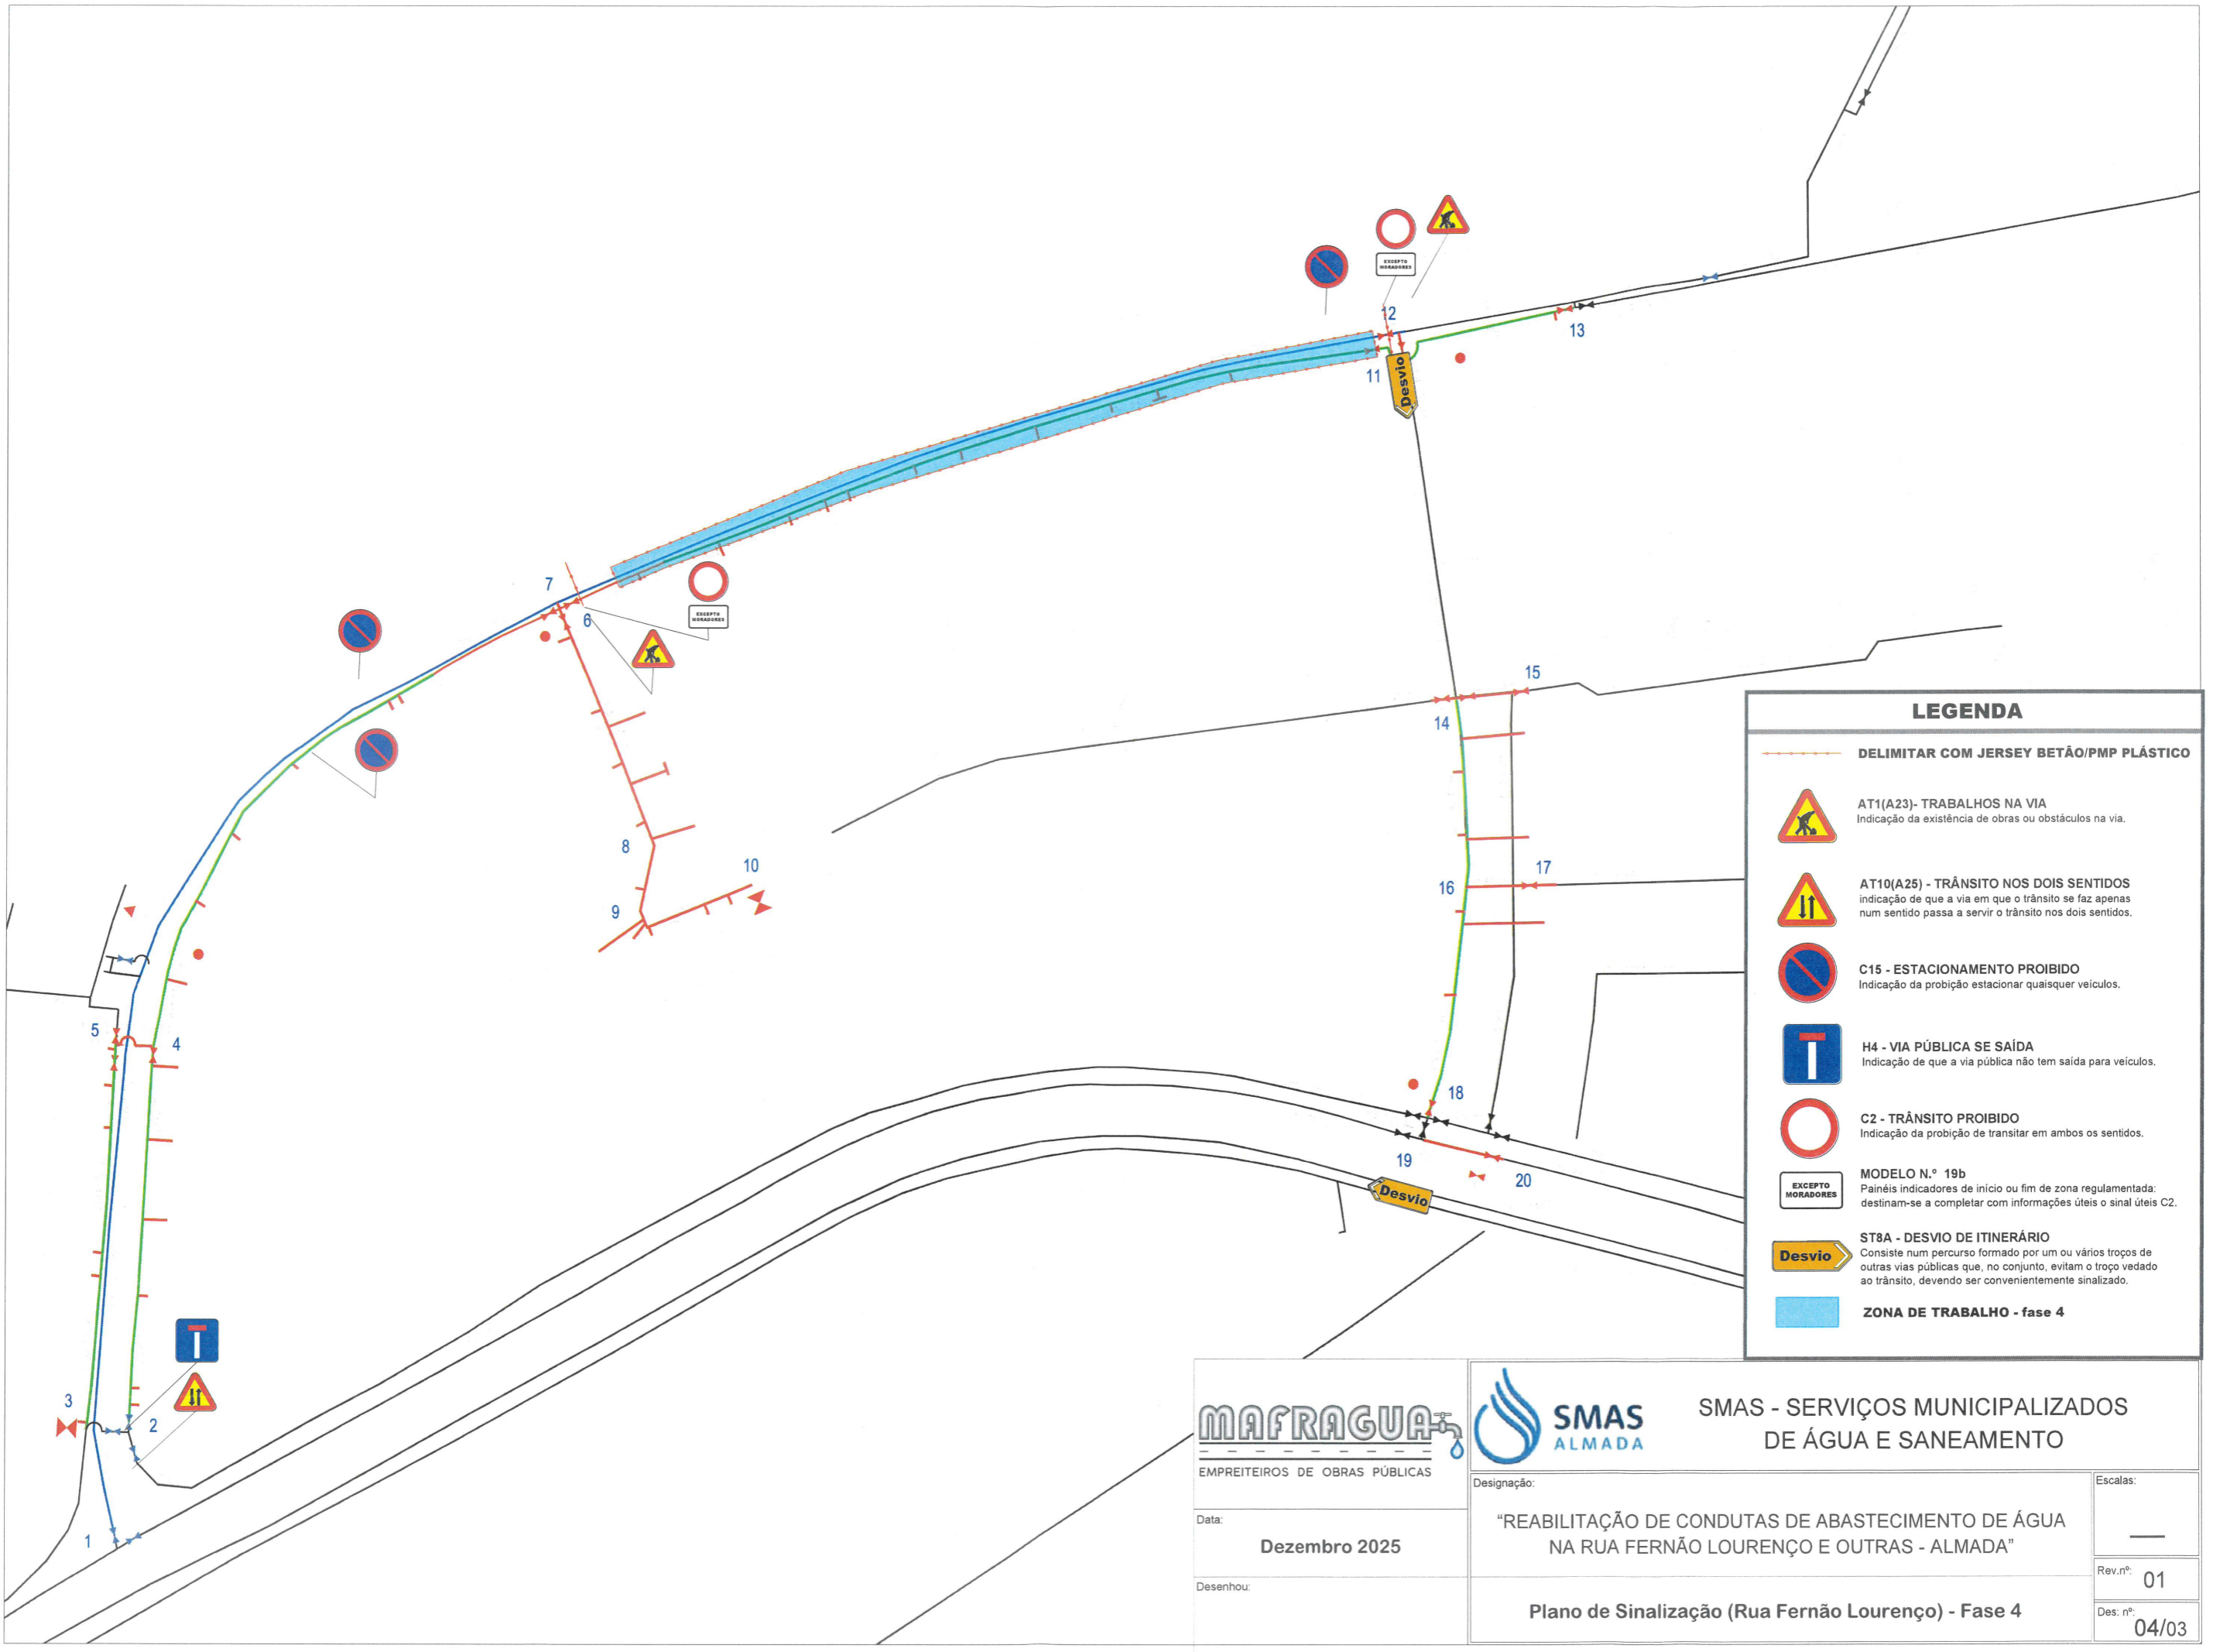 EXCEPTO
MORADORES
12
13
11
Desvio
7
6
EXCEPTO
MORADORES
15
14
8
10
9
16
17
5
4
18
19
20
Desvio
3
2
1
LEGENDA
DELIMITAR COM JERSEY BETÃO/PMP PLÁSTICO
AT1(A23)- TRABALHOS NA VIA
Indicação da existência de obras ou obstáculos na via.
AT10(A25) - TRÂNSITO NOS DOIS SENTIDOS
indicação de que a via em que o trânsito se faz apenas
num sentido passa a servir o trânsito nos dois sentidos.
C15 - ESTACIONAMENTO PROIBIDO
Indicação da probição estacionar quaisquer veículos.
H4 - VIA PÚBLICA SE SAÍDA
Indicação de que a via pública não tem saída para veículos.
C2 - TRÂNSITO PROIBIDO
Indicação da probição de transitar em ambos os sentidos.
EXCEPTO
MORADORES
MODELO N.º 19b
Painéis indicadores de inicio ou fim de zona regulamentada:
destinam-se a completar com informações úteis o sinal úteis C2.
Desvio
ST8A - DESVIO DE ITINERÁRIO
Consiste num percurso formado por um ou vários troços de
outras vias públicas que, no conjunto, evitam o troço vedado
ao trânsito, devendo ser convenientemente sinalizado.
ZONA DE TRABALHO - fase 4
MAFRAGUA
EMPREITEIROS DE OBRAS PÚBLICAS
SMAS
ALMADA
SMAS - SERVIÇOS MUNICIPALIZADOS
DE ÁGUA E SANEAMENTO
Designação:
"REABILITAÇÃO DE CONDUTAS DE ABASTECIMENTO DE ÁGUA
NA RUA FERNÃO LOURENÇO E OUTRAS - ALMADA"
Escalas:
Data:
Dezembro 2025
Rev.nº:
01
Desenhou:
Plano de Sinalização (Rua Fernão Lourenço) - Fase 4
Des: nº:
04/03